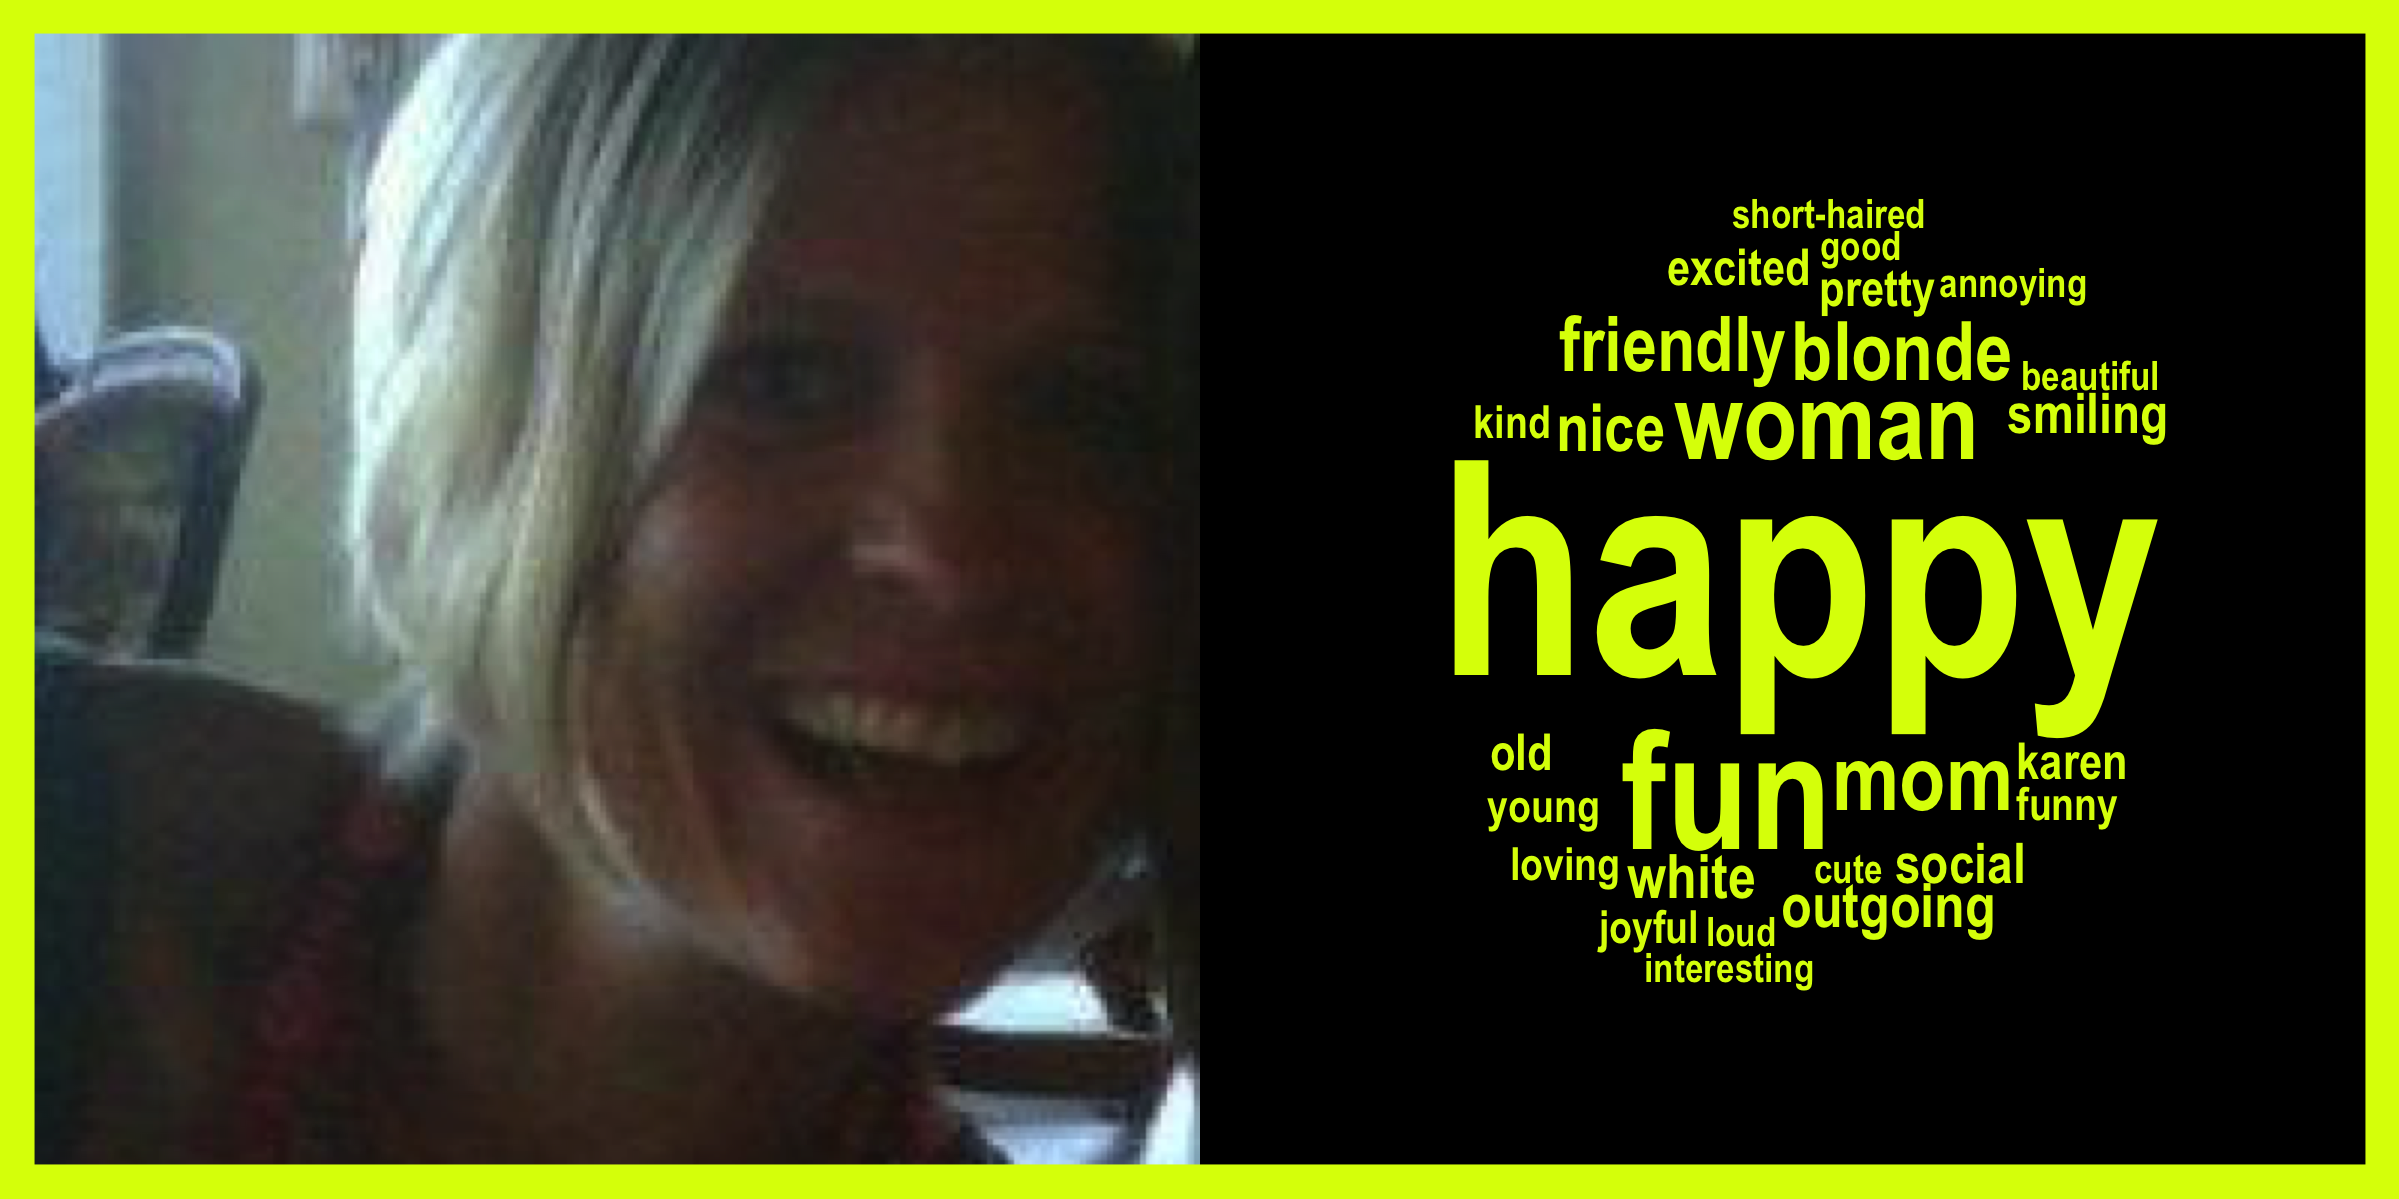 short-haired
good
excited
pretty annoying
friendly blonde
beautiful
kind nice woman smiling
happy
old
fun mom karen
young funny
loving white cute social
outgoing
joyful loud
interesting